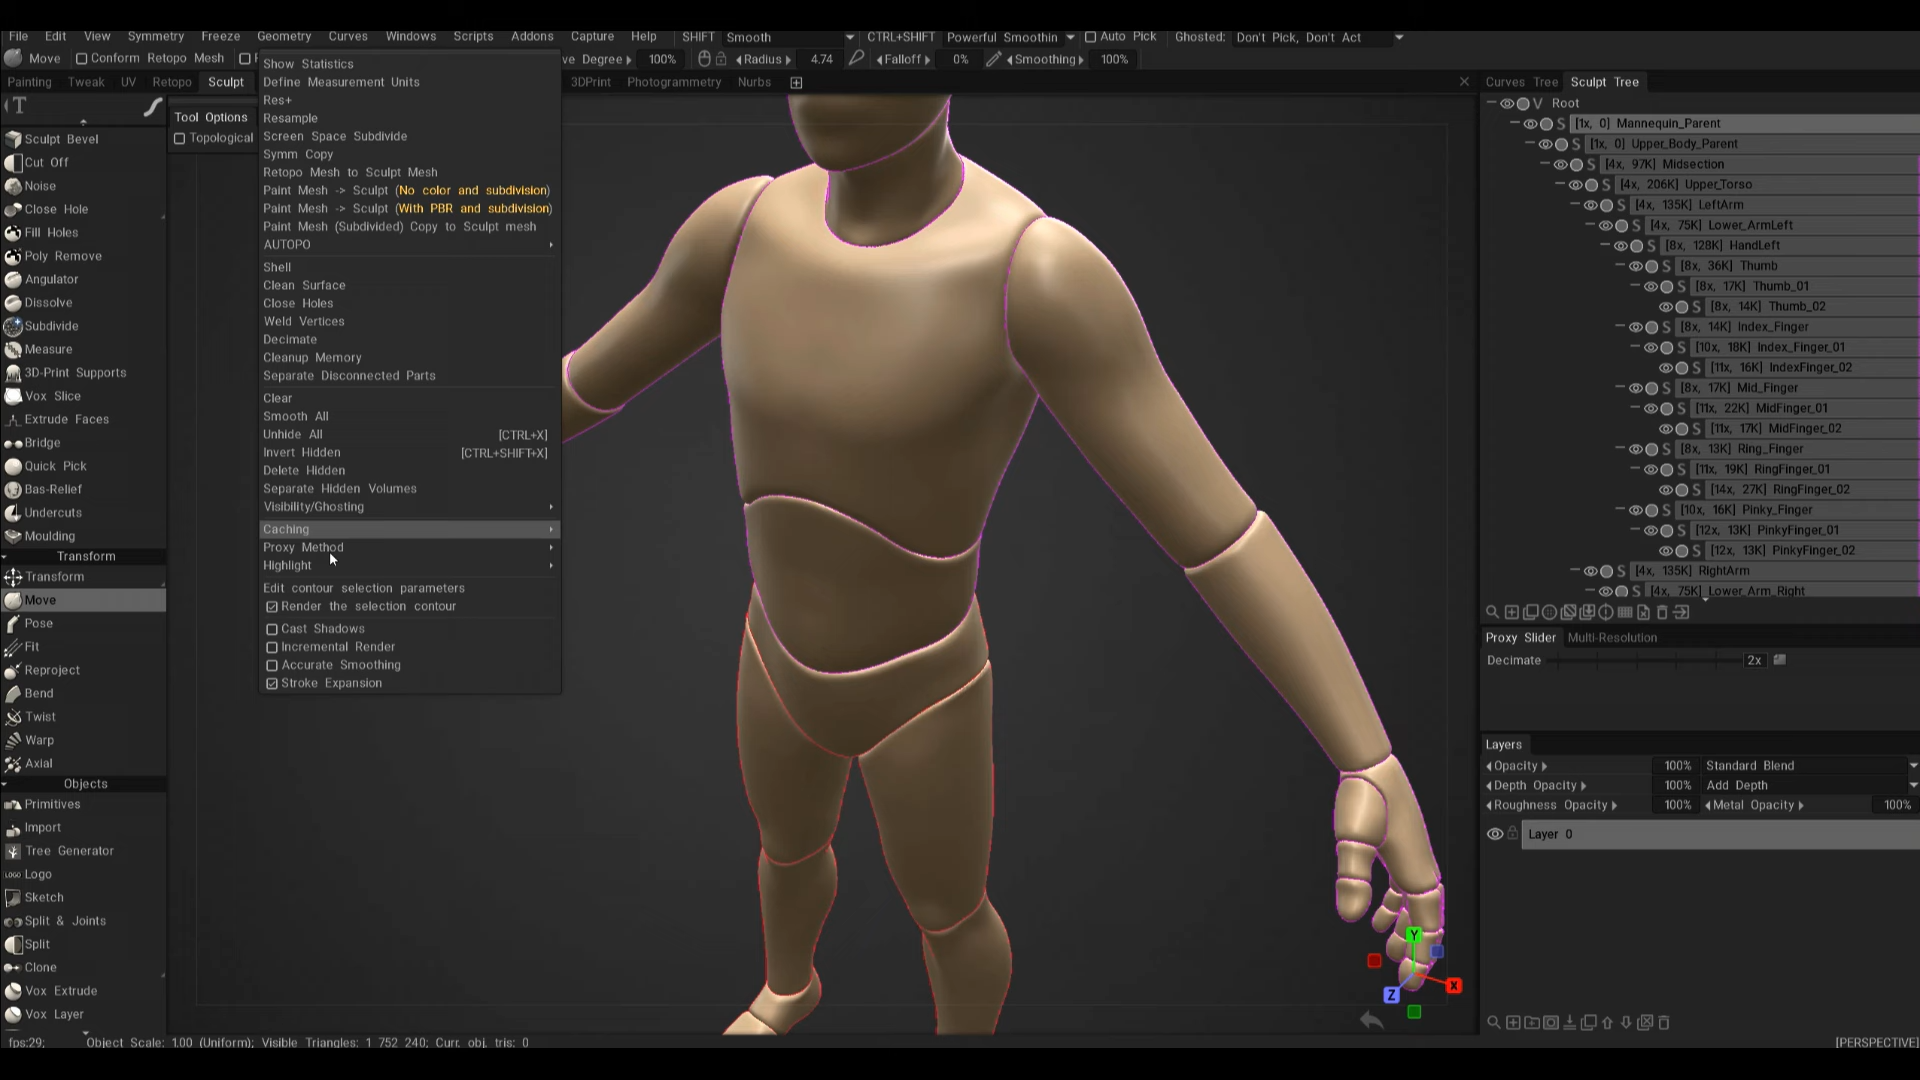 File Edit View Symmetry Freeze Geometry Curves Windows Scripts Addons Capture Help SHIFT Smooth CTRL+SHIFT Powerful Smoothin Auto Pick Ghosted: Don't Pick, Don't Act
Move Conform Retopo Mesh ve Degree 100% Radius 4.74 Falloff 0% Smoothing 100%
Painting Tweak UV Retopo Sculpt 3DPrint Photogrammetry Nurbs
Tool Options
Topological
Sculpt Bevel
Cut Off
Noise
Close Hole
Fill Holes
Poly Remove
Angulator
Dissolve
Subdivide
Measure
3D-Print Supports
Vox Slice
Extrude Faces
Bridge
Quick Pick
Bas-Relief
Undercuts
Moulding
Transform
Transform
Move
Pose
Fit
Reproject
Bend
Twist
Warp
Axial
Objects
Primitives
Import
Tree Generator
LOGO Logo
Sketch
Split & Joints
Split
Clone
Vox Extrude
Vox Layer
Show Statistics
Define Measurement Units
Res+
Resample
Screen Space Subdivide
Symm Copy
Retopo Mesh to Sculpt Mesh
Paint Mesh -> Sculpt (No color and subdivision)
Paint Mesh -> Sculpt (With PBR and subdivision)
Paint Mesh (Subdivided) Copy to Sculpt mesh
AUTOPO
Shell
Clean Surface
Close Holes
Weld Vertices
Decimate
Cleanup Memory
Separate Disconnected Parts
Clear
Smooth All
Unhide All [CTRL+X]
Invert Hidden [CTRL+SHIFT+X]
Delete Hidden
Separate Hidden Volumes
Visibility/Ghosting
Caching
Proxy Method
Highlight
Edit contour selection parameters
Render the selection contour
Cast Shadows
Incremental Render
Accurate Smoothing
Stroke Expansion
Y
X
Z
Curves Tree Sculpt Tree
V Root
S [1x, 0] Mannequin_Parent
S [1x, 0] Upper_Body_Parent
S [4x, 97K] Midsection
S [4x, 206K] Upper_Torso
S [4x, 135K] LeftArm
S [4x, 75K] Lower_ArmLeft
S [8x, 128K] HandLeft
S [8x, 36K] Thumb
S [8x, 17K] Thumb_01
S [8x, 14K] Thumb_02
S [8x, 14K] Index_Finger
S [10x, 18K] Index_Finger_01
S [11x, 16K] IndexFinger_02
S [8x, 17K] Mid_Finger
S [11x, 22K] MidFinger_01
S [11x, 17K] MidFinger_02
S [8x, 13K] Ring_Finger
S [11x, 19K] RingFinger_01
S [14x, 27K] RingFinger_02
S [10x, 16K] Pinky_Finger
S [12x, 13K] PinkyFinger_01
S [12x, 13K] PinkyFinger_02
S [4x, 135K] RightArm
S [4x, 75K] Lower_Arm_Right
Proxy Slider Multi-Resolution
Decimate 2x
Layers
Opacity 100% Standard Blend
Depth Opacity 100% Add Depth
Roughness Opacity 100% Metal Opacity 100%
Layer 0
fps:29; Object Scale: 1.00 (Uniform); Visible Triangles: 1 752 240; Curr. obj. tris: 0 [PERSPECTIVE]